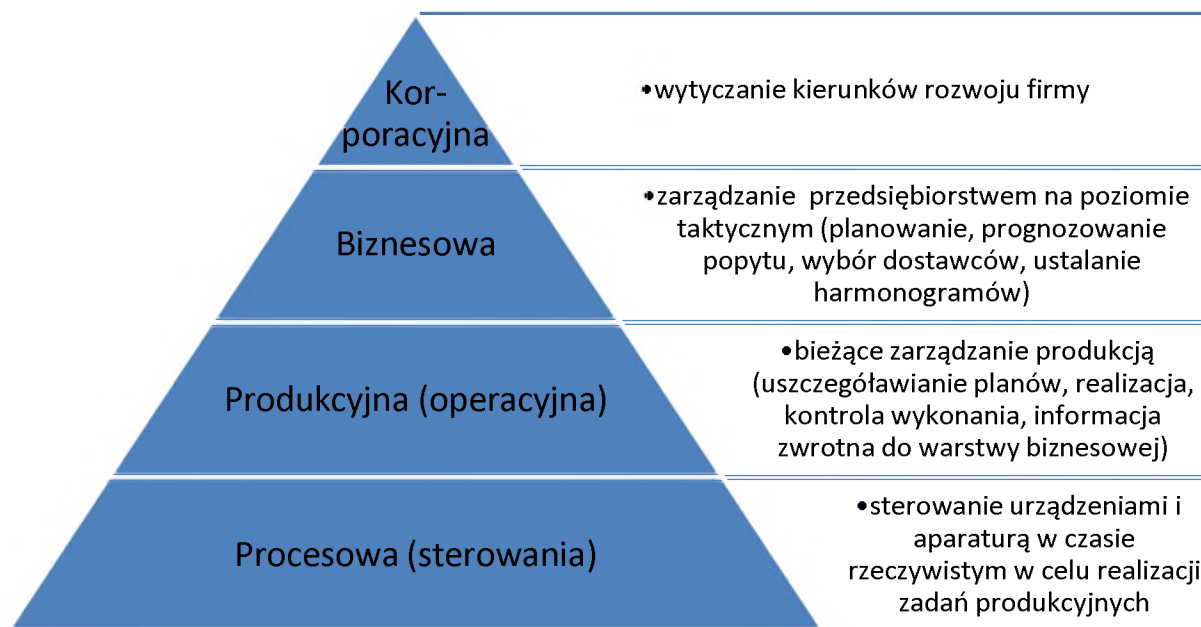 Kor-
poracyjna
•wytyczanie kierunków rozwoju firmy
Biznesowa
•zarządzanie przedsiębiorstwem na poziomie
taktycznym (planowanie, prognozowanie
popytu, wybór dostawców, ustalanie
harmonogramów)
Produkcyjna (operacyjna)
•bieżące zarządzanie produkcją
(uszczegóławianie planów, realizacja,
kontrola wykonania, informacja
zwrotna do warstwy biznesowej)
Procesowa (sterowania)
•sterowanie urządzeniami i
aparaturą w czasie
rzeczywistym w celu realizacji
zadań produkcyjnych